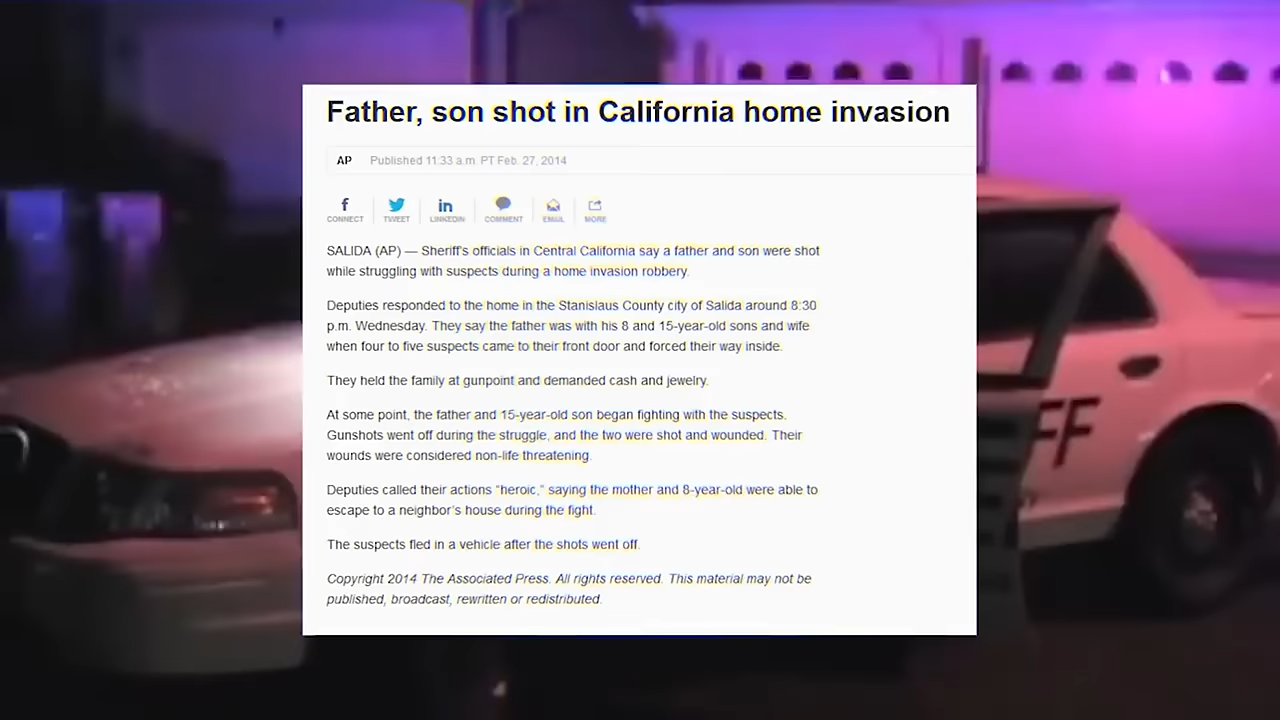 Father, son shot in California home invasion
AP Published 11:33 a.m. PT Feb. 27, 2014
CONNECT TWEET LINKEDIN COMMENT EMAIL MORE
SALIDA (AP) — Sheriff's officials in Central California say a father and son were shot
while struggling with suspects during a home invasion robbery.
Deputies responded to the home in the Stanislaus County city of Salida around 8:30
p.m. Wednesday. They say the father was with his 8 and 15-year-old sons and wife
when four to five suspects came to their front door and forced their way inside.
They held the family at gunpoint and demanded cash and jewelry.
At some point, the father and 15-year-old son began fighting with the suspects.
Gunshots went off during the struggle, and the two were shot and wounded. Their
wounds were considered non-life threatening.
Deputies called their actions "heroic," saying the mother and 8-year-old were able to
escape to a neighbor's house during the fight.
The suspects fled in a vehicle after the shots went off.
Copyright 2014 The Associated Press. All rights reserved. This material may not be
published, broadcast, rewritten or redistributed.
FF